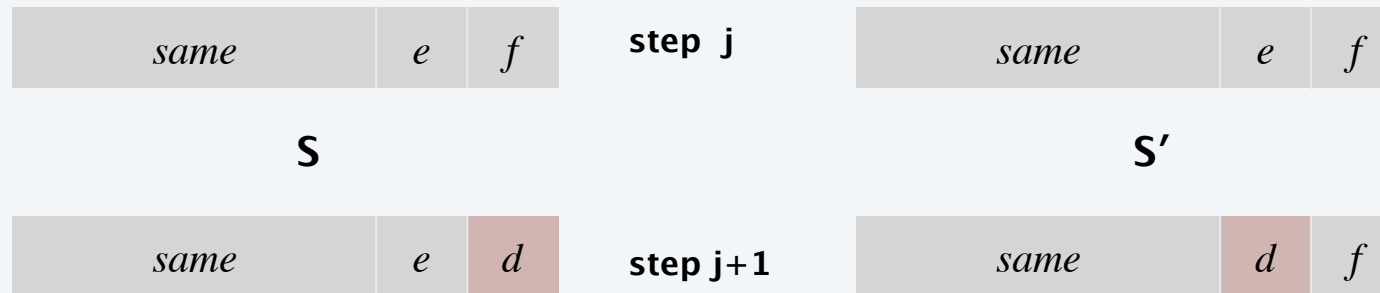 same e f step j same e f
S S′
same e d step j+1 same d f